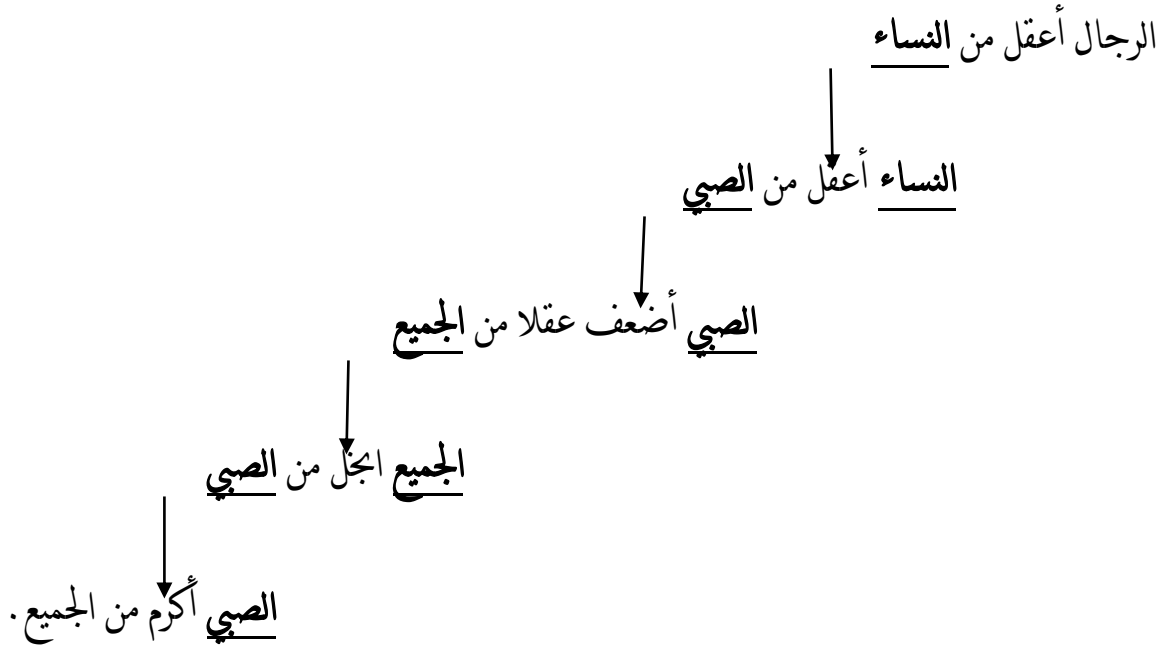 الرجال أعقل من النساء
النساء أعقل من الصبي
الصبي أضعف عقلا من الجميع
الجميع ابخل من الصبي
الصبي أكرم من الجميع.